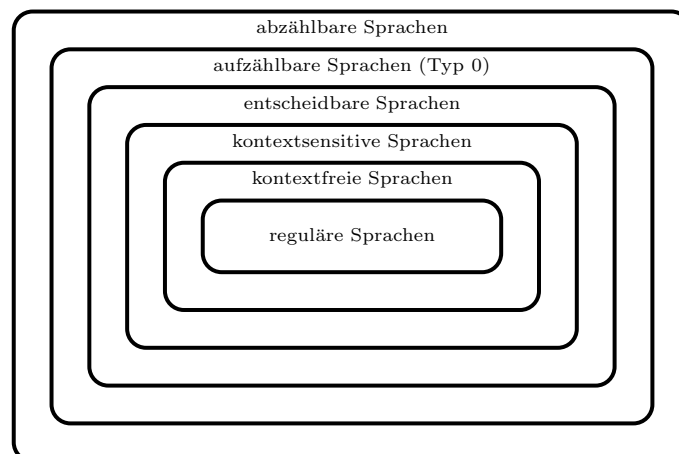 abzählbare Sprachen
aufzählbare Sprachen (Typ 0)
entscheidbare Sprachen
kontextsensitive Sprachen
kontextfreie Sprachen
reguläre Sprachen